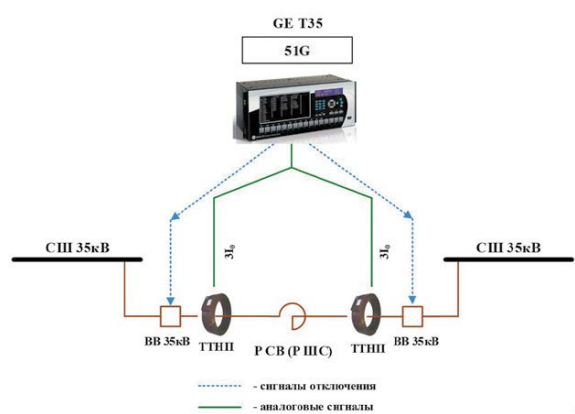 GE T35
51G
СШ 35кВ
СШ 35кВ
3I₀
3I₀
ВВ 35кВ
ТТНП
Р СВ (Р ШС)
ТТНП
ВВ 35кВ
- сигналы отключения
- аналоговые сигналы